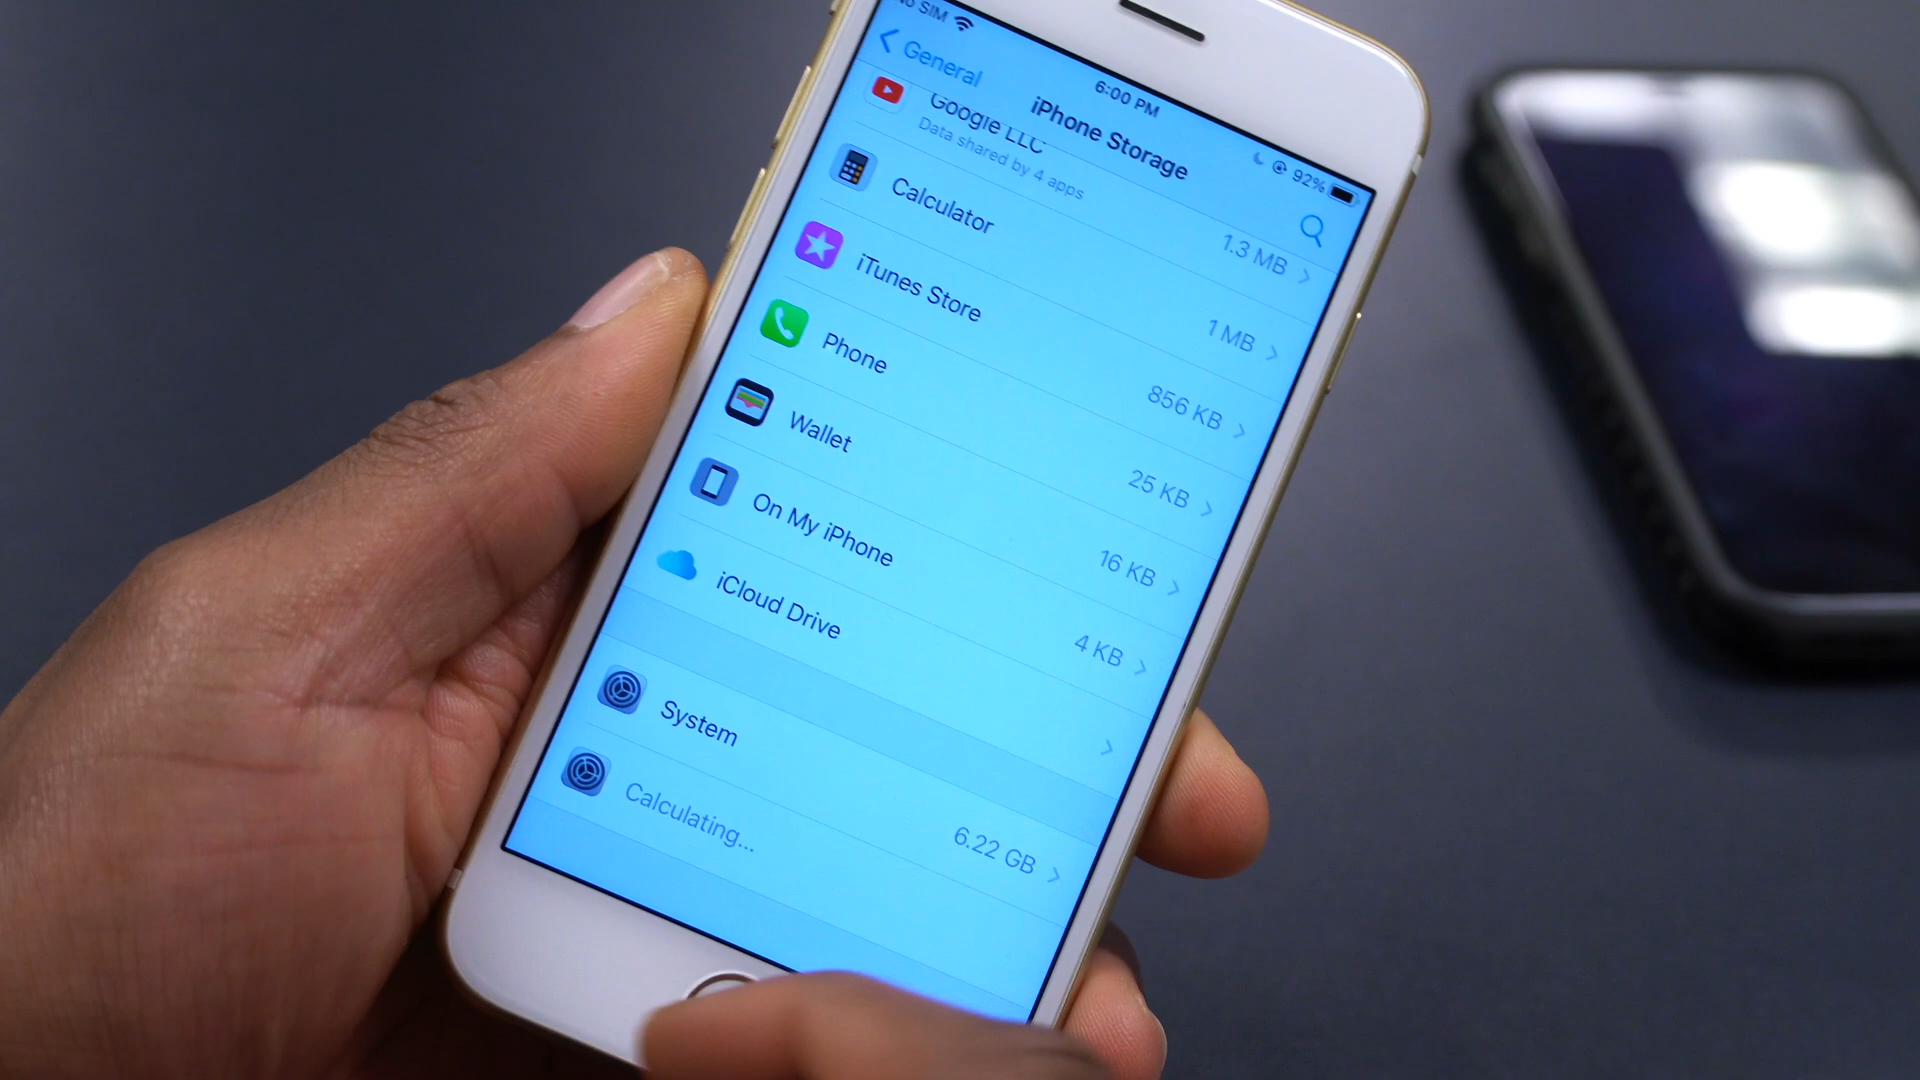 No SIM 6:00 PM 92%
General iPhone Storage
Google LLC 1.3 MB
Data shared by 4 apps
Calculator 1 MB
iTunes Store 856 KB
Phone 25 KB
Wallet 16 KB
On My iPhone 4 KB
iCloud Drive
System 6.22 GB
Calculating...